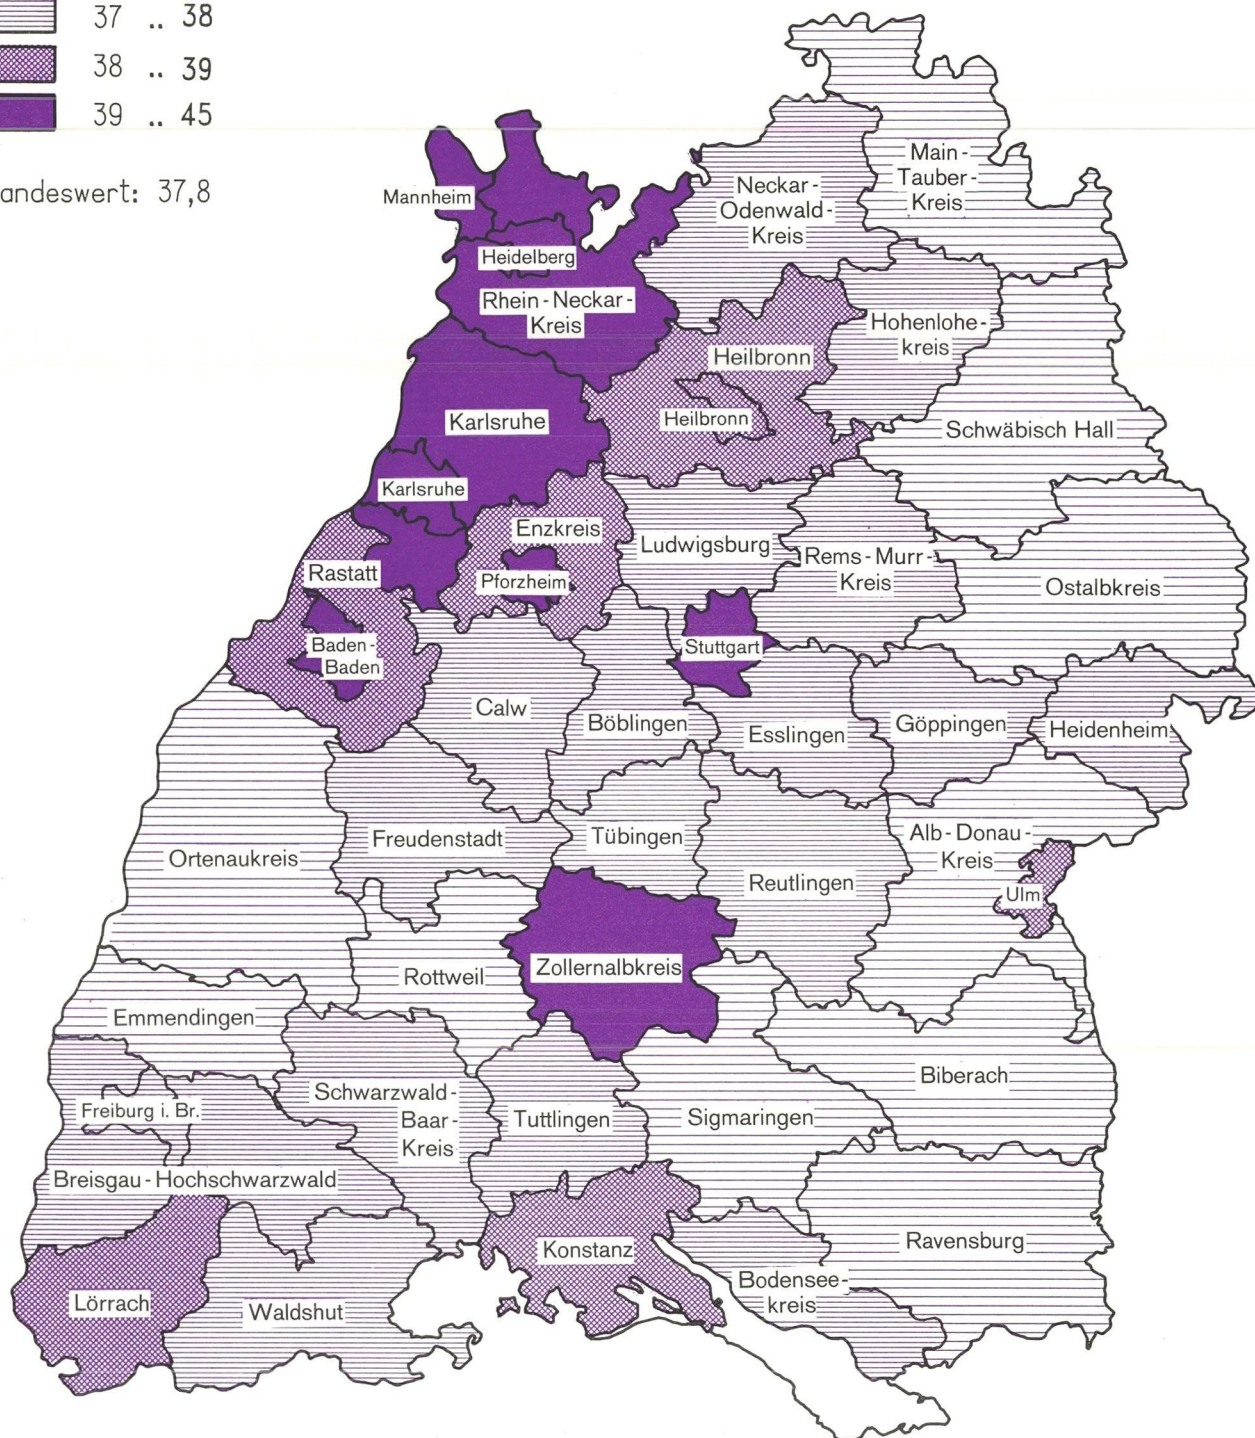 37 .. 38
38 .. 39
39 .. 45
andeswert: 37,8
Main-
Tauber-
Kreis
Mannheim
Neckar-
Odenwald-
Kreis
Heidelberg
Rhein-Neckar-
Kreis
Hohenlohe-
kreis
Heilbronn
Heilbronn
Karlsruhe
Schwäbisch Hall
Karlsruhe
Enzkreis
Ludwigsburg
Rems-Murr-
Kreis
Rastatt
Pforzheim
Ostalbkreis
Baden-
Baden
Stuttgart
Calw
Böblingen
Esslingen
Göppingen
Heidenheim
Freudenstadt
Tübingen
Alb-Donau-
Kreis
Ortenaukreis
Reutlingen
Ulm
Rottweil
Zollernalbkreis
Emmendingen
Biberach
Schwarzwald-
Baar-
Kreis
Freiburg i. Br.
Tuttlingen
Sigmaringen
Breisgau-Hochschwarzwald
Konstanz
Ravensburg
Bodensee-
kreis
Lörrach
Waldshut